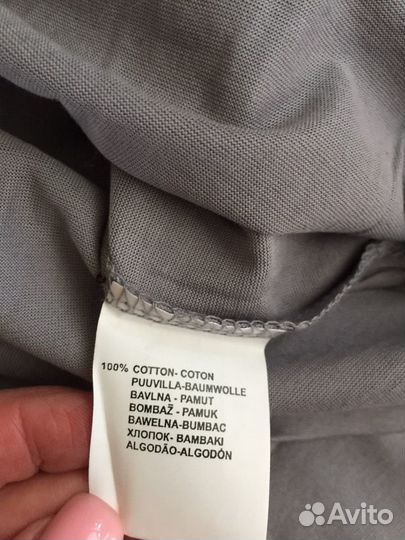 100% COTTON- COTON
PUUVILLA-BAUMWOLLE
BAVLNA - PAMUT
BOMBAŽ - PAMUK
BAWELNA-BUMBAC
ХЛОПОК- BAMBAKI
ALGODÃO-ALGODÓN
Avito